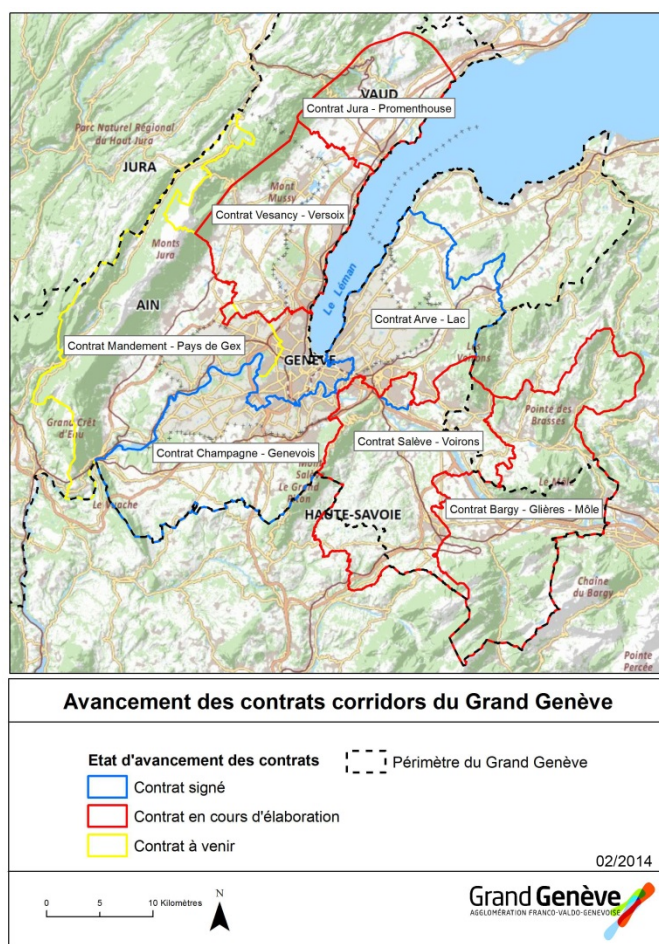 VAUD
Contrat Jura - Promenthouse
Parc Naturel Régional
du Haut Jura
JURA
Mont
Mussy
Contrat Vesancy - Versoix
Monts
Jura
Le Léman
AIN
Contrat Arve - Lac
Contrat Mandement - Pays de Gex
GENÈVE
Les Voirons
Grand Crêt
d'Eau
Pointe des
Brasses
Contrat Salève - Voirons
Contrat Champagne - Genevois
Le Vuache
Le Grand
Le Môle
Contrat Bargy - Glières - Môle
HAUTE-SAVOIE
Chaîne
du Bargy
Pointe
Percée
Avancement des contrats corridors du Grand Genève
Etat d'avancement des contrats
Périmètre du Grand Genève
Contrat signé
Contrat en cours d'élaboration
Contrat à venir
02/2014
0 5 10 Kilomètres
N
Grand Genève
AGGLOMÉRATION FRANCO-VALDO-GENEVOISE